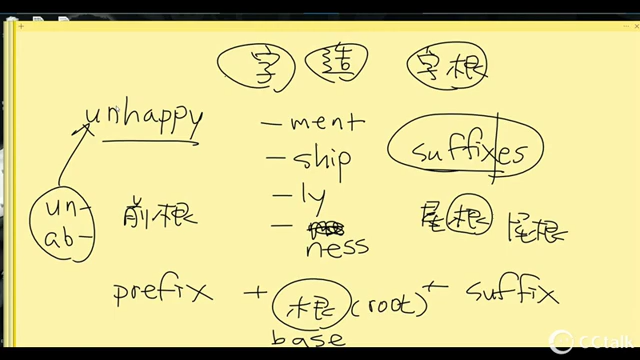 字 造 字根
unhappy - ment suffixes
- ship
un- 前根 - ly 尾根 尾根
ab- - ness
prefix + 根 (root) + suffix
base
CCtalk